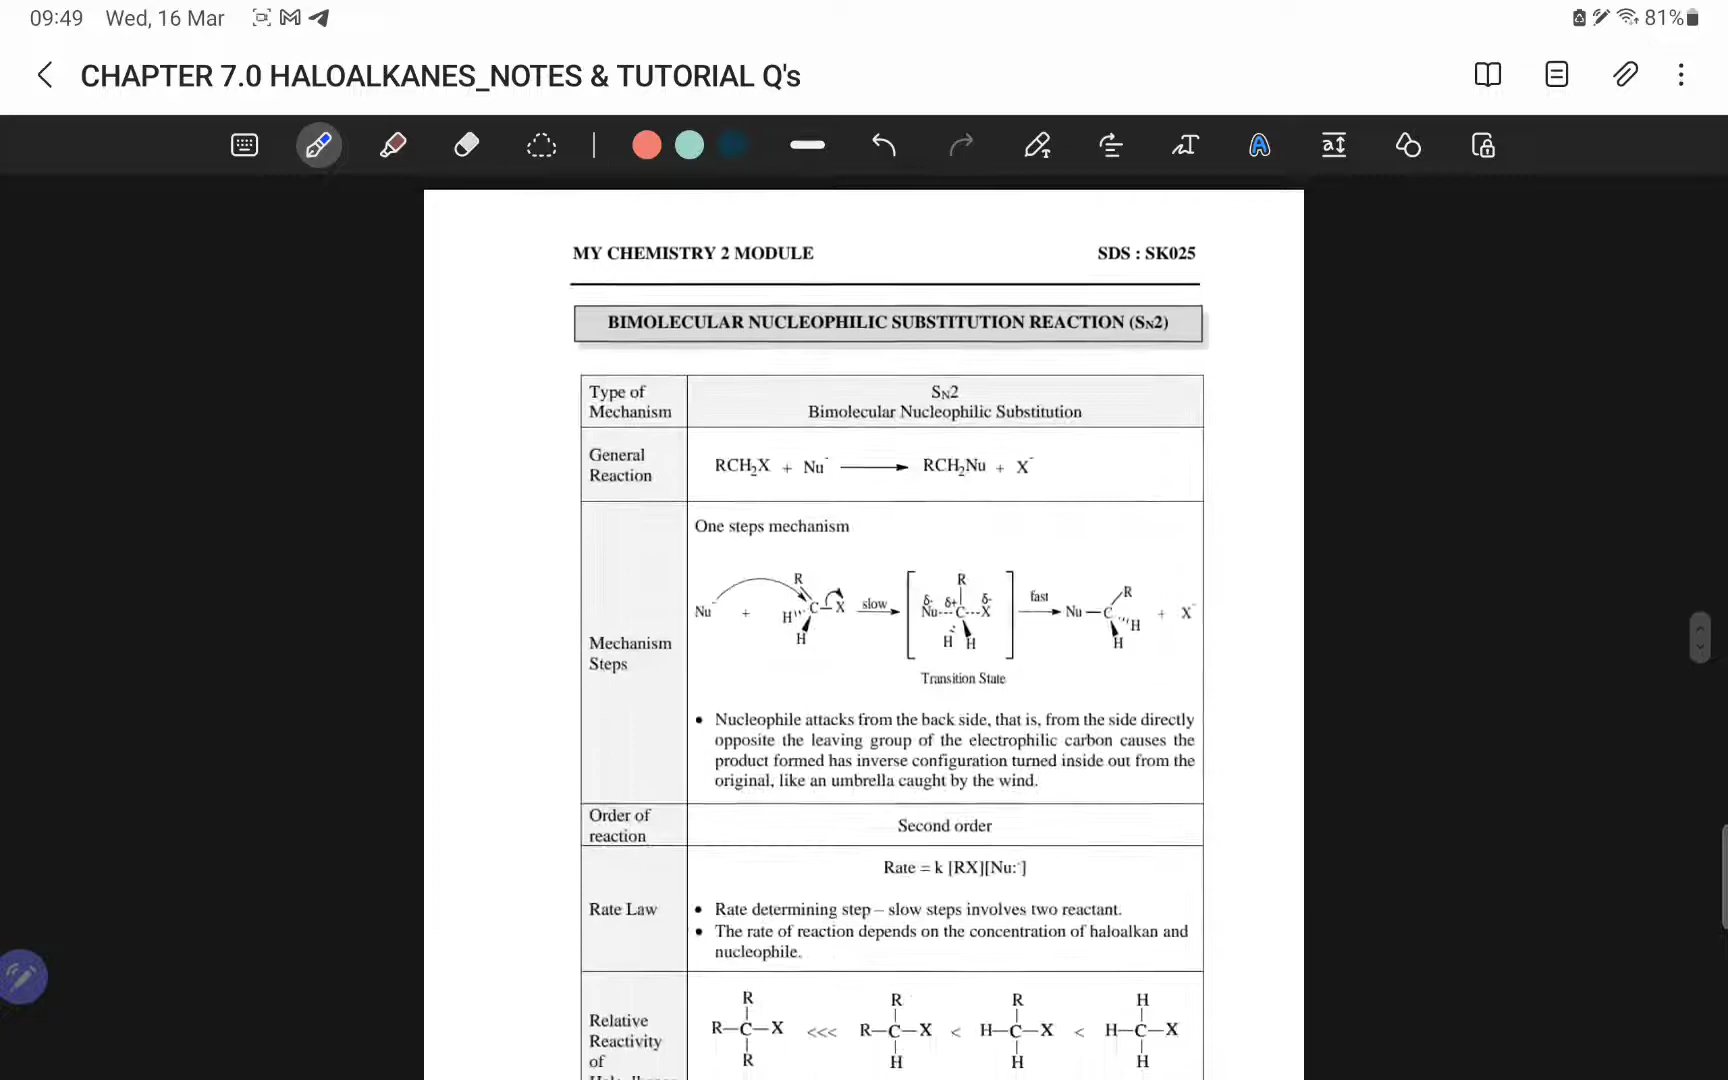 09:49 Wed, 16 Mar
81%
CHAPTER 7.0 HALOALKANES_NOTES & TUTORIAL Q's
MY CHEMISTRY 2 MODULE SDS : SK025
BIMOLECULAR NUCLEOPHILIC SUBSTITUTION REACTION (SN2)
Type of Mechanism
SN2
Bimolecular Nucleophilic Substitution
General Reaction
RCH2X + Nu⁻ → RCH2Nu + X⁻
Mechanism Steps
One steps mechanism
Nu⁻ + R H H C—X slow → [ R δ- Nu---δ+ C---δ- X H H ] fast → Nu—C R H H + X⁻
Transition State
• Nucleophile attacks from the back side, that is, from the side directly
opposite the leaving group of the electrophilic carbon causes the
product formed has inverse configuration turned inside out from the
original, like an umbrella caught by the wind.
Order of reaction
Second order
Rate Law
Rate = k [RX][Nu:⁻]
• Rate determining step – slow steps involves two reactant.
• The rate of reaction depends on the concentration of haloalkan and
nucleophile.
Relative
Reactivity
of
R R R H
R—C—X <<< R—C—X < H—C—X < H—C—X
R H H H